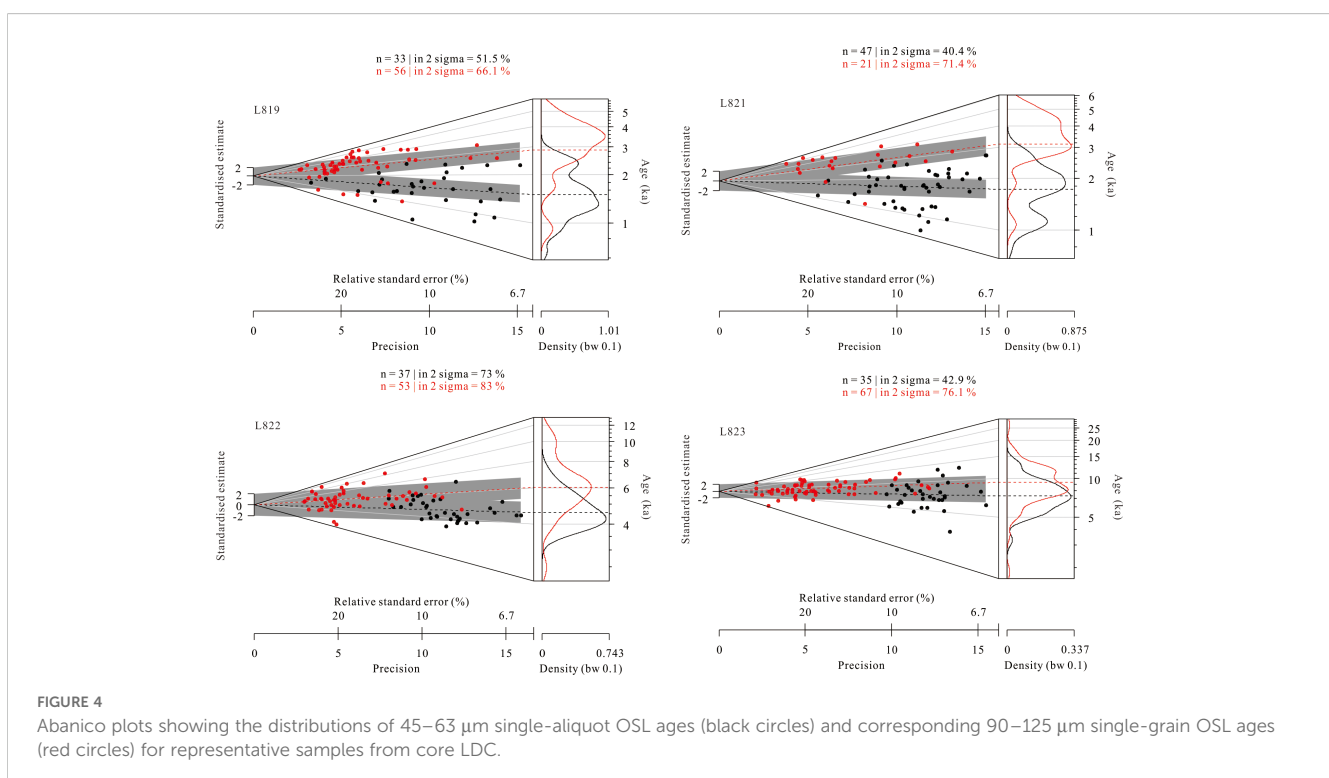 n = 33 | in 2 sigma = 51.5 %
n = 56 | in 2 sigma = 66.1 %
L819
Standardised estimate
2
-2
5
4
3
2
1
Age (ka)
Relative standard error (%)
20 10 6.7
0 5 10 15
Precision
0 1.01
Density (bw 0.1)
n = 47 | in 2 sigma = 40.4 %
n = 21 | in 2 sigma = 71.4 %
L821
Standardised estimate
2
-2
6
5
4
3
2
1
Age (ka)
Relative standard error (%)
20 10 6.7
0 5 10 15
Precision
0 0.875
Density (bw 0.1)
n = 37 | in 2 sigma = 73 %
n = 53 | in 2 sigma = 83 %
L822
Standardised estimate
2
0
-2
12
10
8
6
4
Age (ka)
Relative standard error (%)
20 10 6.7
0 5 10 15
Precision
0 0.743
Density (bw 0.1)
n = 35 | in 2 sigma = 42.9 %
n = 67 | in 2 sigma = 76.1 %
L823
Standardised estimate
2
-2
25
20
15
10
5
Age (ka)
Relative standard error (%)
20 10 6.7
0 5 10 15
Precision
0 0.337
Density (bw 0.1)
FIGURE 4
Abanico plots showing the distributions of 45–63 μm single-aliquot OSL ages (black circles) and corresponding 90–125 μm single-grain OSL ages
(red circles) for representative samples from core LDC.